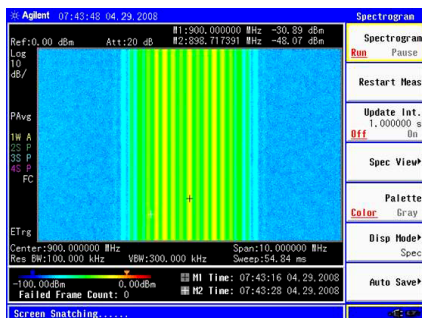 Agilent 07:43:48 04.29.2008
Spectrogram
M1:900.000000 MHz -30.89 dBm
Ref:0.00 dBm Att:20 dB M2:898.717391 MHz -48.07 dBm
Log
10
dB/
PAvg
1W A
2S P
3S P
4S P
FC
ETrg
Center:900.000000 MHz Span:10.000000 MHz
Res BW:100.000 kHz VBW:300.000 kHz Sweep:54.84 ms
-100.00dBm 0.00dBm
Failed Frame Count: 0
M1 Time: 07:43:16 04.29.2008
M2 Time: 07:43:28 04.29.2008
Screen Snatching......
Spectrogram
Run Pause
Restart Meas
Update Int.
1.000000 s
Off On
Spec View
Palette
Color Gray
Disp Mode
Spec
Auto Save